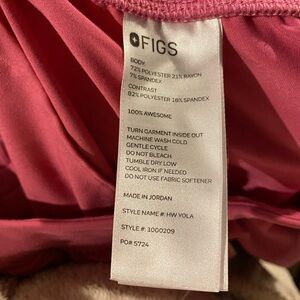 FIGS
BODY
72% POLYESTER 21% RAYON
7% SPANDEX
CONTRAST
82% POLYESTER 18% SPANDEX
100% AWESOME
TURN GARMENT INSIDE OUT
MACHINE WASH COLD
GENTLE CYCLE
DO NOT BLEACH
TUMBLE DRY LOW
COOL IRON IF NEEDED
DO NOT USE FABRIC SOFTENER
MADE IN JORDAN
STYLE NAME #: HW YOLA
STYLE #: 1000209
PO# 5724